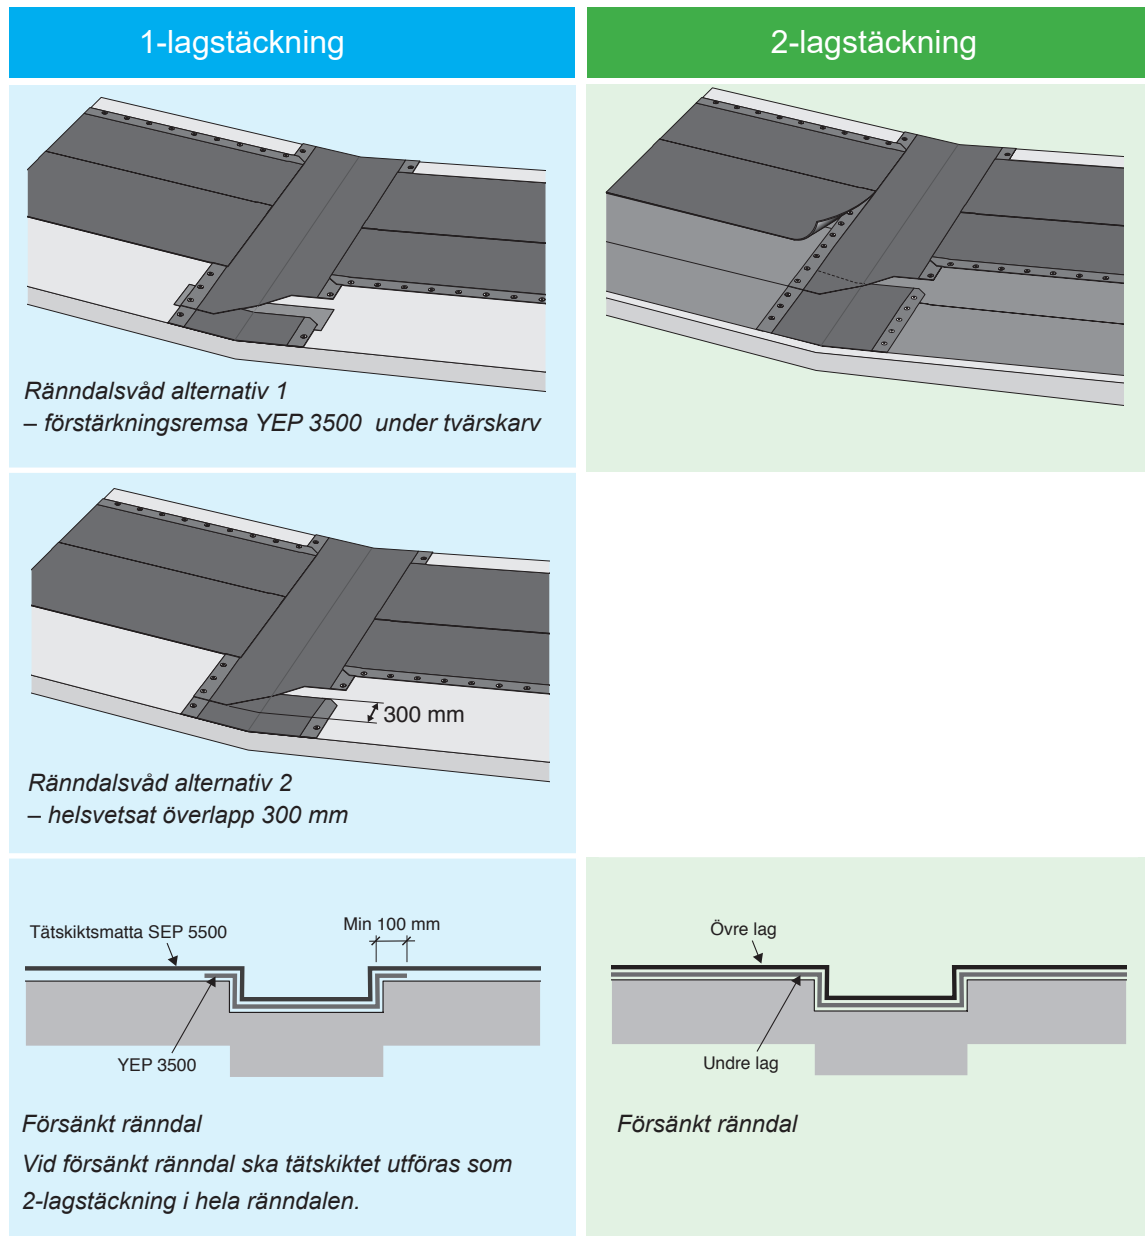 1-lagstäckning
2-lagstäckning
Ränndalsvåd alternativ 1
– förstärkningsremsa YEP 3500 under tvärskarv
300 mm
Ränndalsvåd alternativ 2
– helsvetsat överlapp 300 mm
Tätskiktsmatta SEP 5500
Min 100 mm
YEP 3500
Försänkt ränndal
Vid försänkt ränndal ska tätskiktet utföras som
2-lagstäckning i hela ränndalen.
Övre lag
Undre lag
Försänkt ränndal